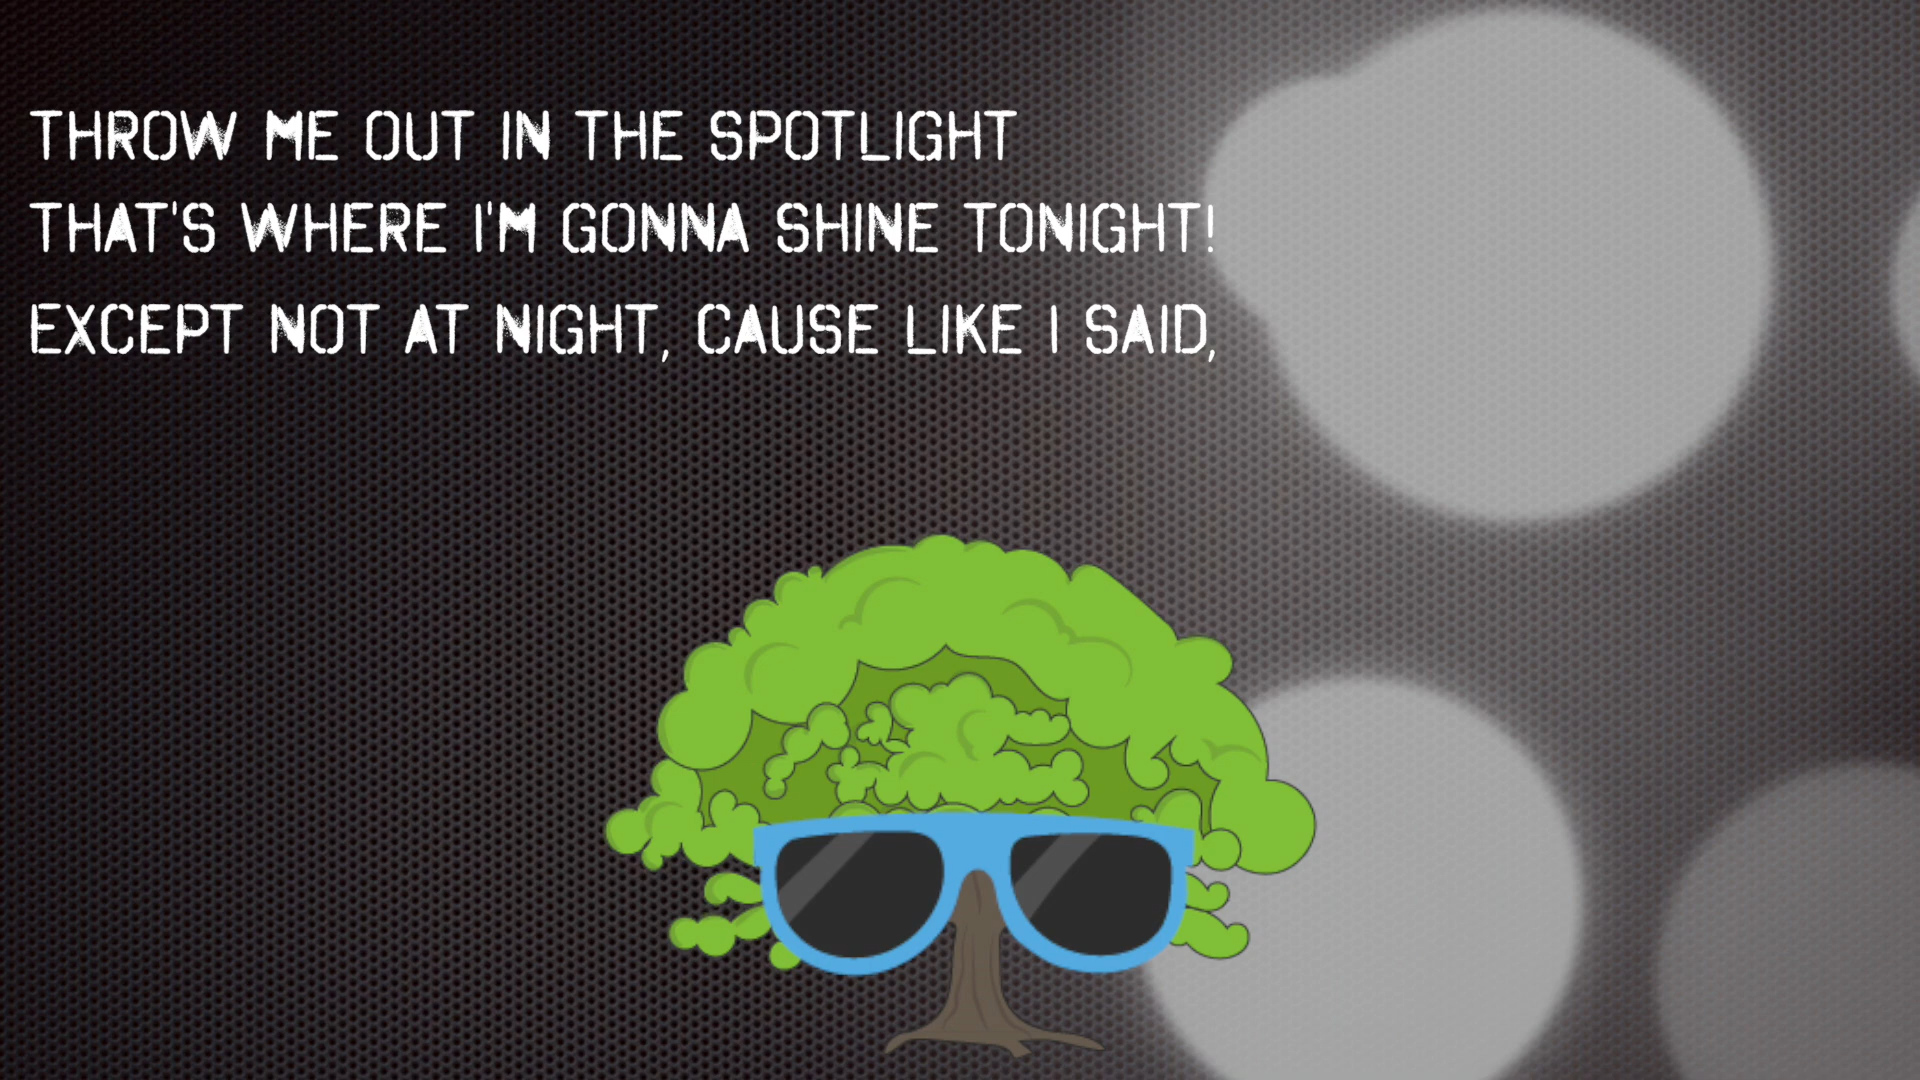 THROW ME OUT IN THE SPOTLIGHT
THAT'S WHERE I'M GONNA SHINE TONIGHT!
EXCEPT NOT AT NIGHT, CAUSE LIKE I SAID,